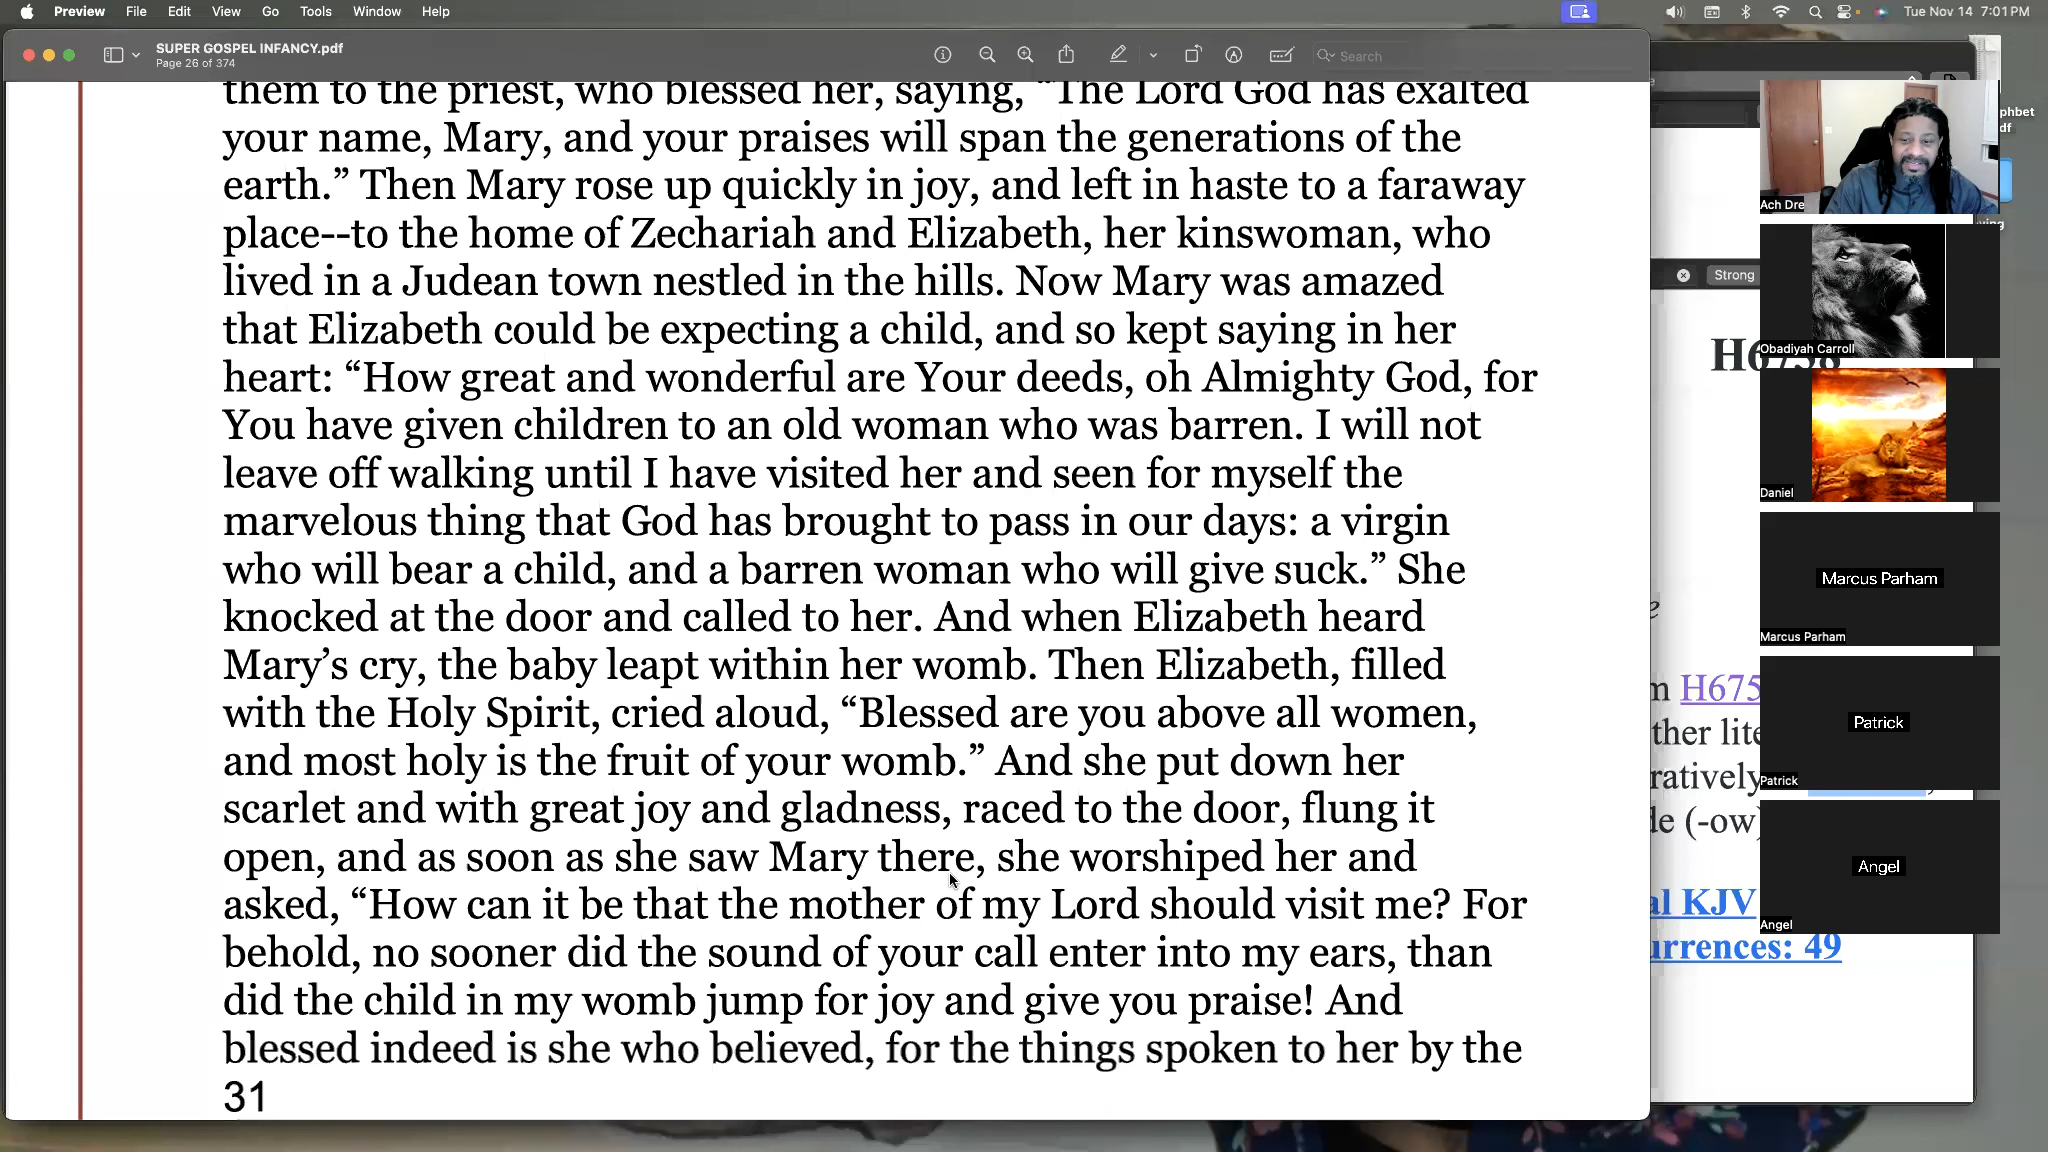 Preview File Edit View Go Tools Window Help
Tue Nov 14 7:01 PM
SUPER GOSPEL INFANCY.pdf
Page 26 of 374
Search
them to the priest, who blessed her, saying, “The Lord God has exalted
your name, Mary, and your praises will span the generations of the
earth.” Then Mary rose up quickly in joy, and left in haste to a faraway
place--to the home of Zechariah and Elizabeth, her kinswoman, who
lived in a Judean town nestled in the hills. Now Mary was amazed
that Elizabeth could be expecting a child, and so kept saying in her
heart: “How great and wonderful are Your deeds, oh Almighty God, for
You have given children to an old woman who was barren. I will not
leave off walking until I have visited her and seen for myself the
marvelous thing that God has brought to pass in our days: a virgin
who will bear a child, and a barren woman who will give suck.” She
knocked at the door and called to her. And when Elizabeth heard
Mary’s cry, the baby leapt within her womb. Then Elizabeth, filled
with the Holy Spirit, cried aloud, “Blessed are you above all women,
and most holy is the fruit of your womb.” And she put down her
scarlet and with great joy and gladness, raced to the door, flung it
open, and as soon as she saw Mary there, she worshiped her and
asked, “How can it be that the mother of my Lord should visit me? For
behold, no sooner did the sound of your call enter into my ears, than
did the child in my womb jump for joy and give you praise! And
blessed indeed is she who believed, for the things spoken to her by the
31
phbet
df
Strong
H675
ther lite
ratively
de (-ow)
al KJV
urrences: 49
Ach Dre
Obadiyah Carroll
Daniel
Marcus Parham
Marcus Parham
Patrick
Patrick
Angel
Angel